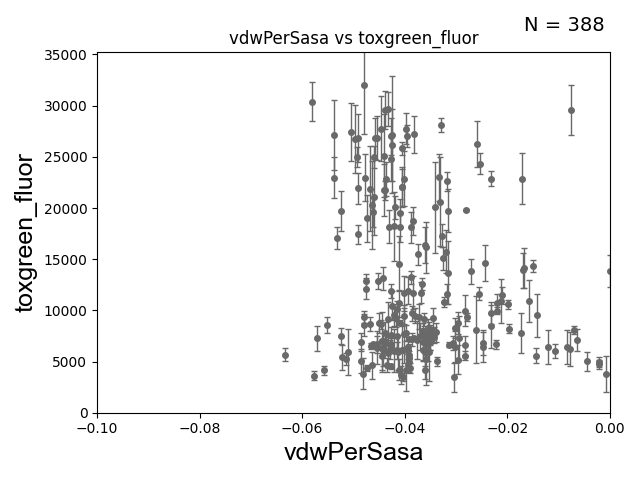 N = 388
vdwPerSasa vs toxgreen_fluor
35000
30000
25000
20000
15000
10000
5000
0
toxgreen_fluor
−0.10 −0.08 −0.06 −0.04 −0.02 0.00
vdwPerSasa